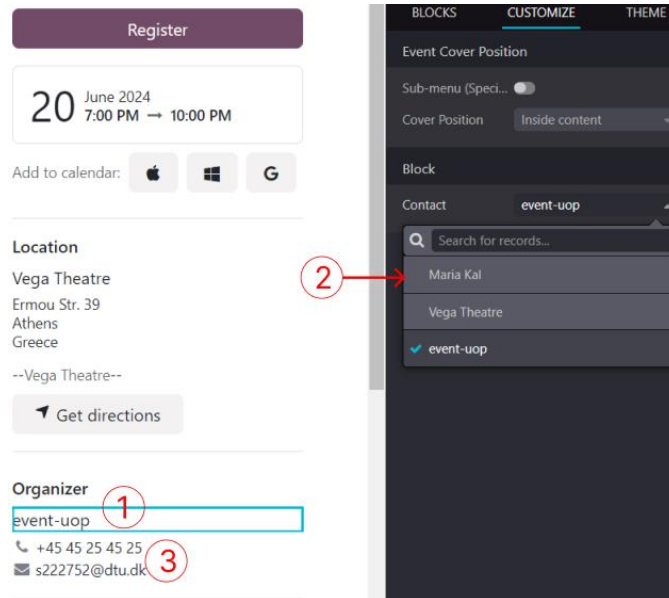 Register
20
June 2024
7:00 PM → 10:00 PM
Add to calendar:
G
Location
Vega Theatre
Ermou Str. 39
Athens
Greece
--Vega Theatre--
Get directions
Organizer
1
event-uop
+45 45 25 45 25
3
s222752@dtu.dk
BLOCKS CUSTOMIZE THEME
Event Cover Position
Sub-menu (Speci...
Cover Position Inside content
Block
Contact event-uop
Search for records...
2
Maria Kal
Vega Theatre
event-uop